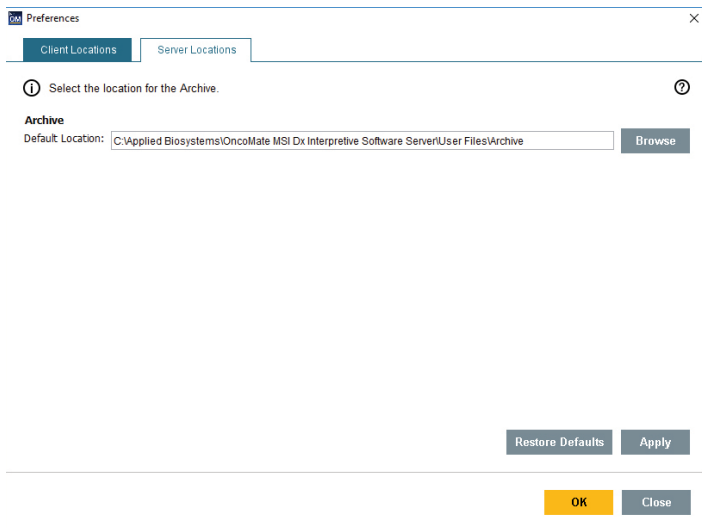 OM Preferences
Client Locations Server Locations
Select the location for the Archive.
Archive
Default Location: C:\Applied Biosystems\OncoMate MSI Dx Interpretive Software Server\User Files\Archive Browse
Restore Defaults Apply
OK Close